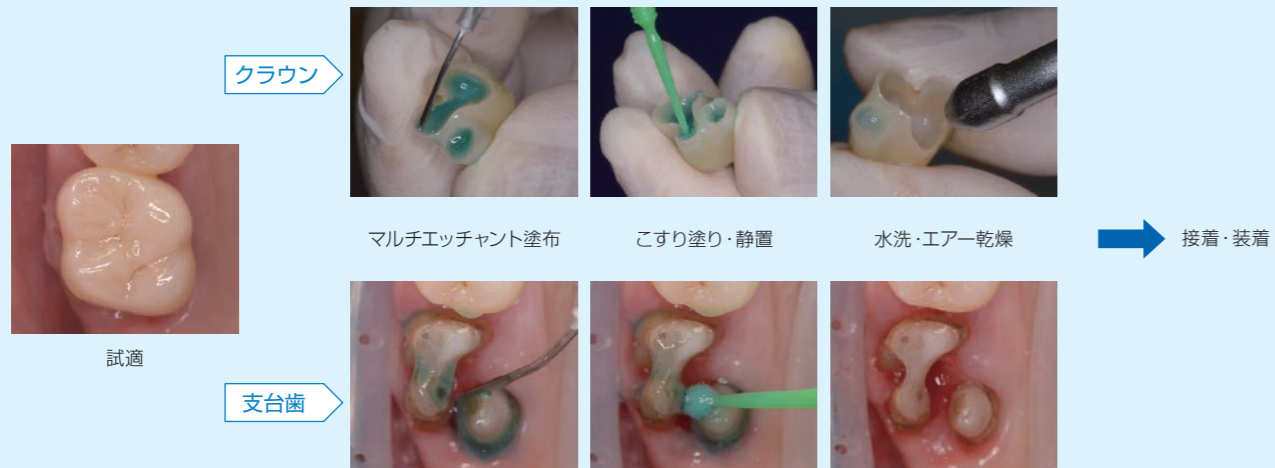 クラウン
マルチエッチャント塗布
こすり塗り・静置
水洗・エアー乾燥
接着・装着
試適
支台歯